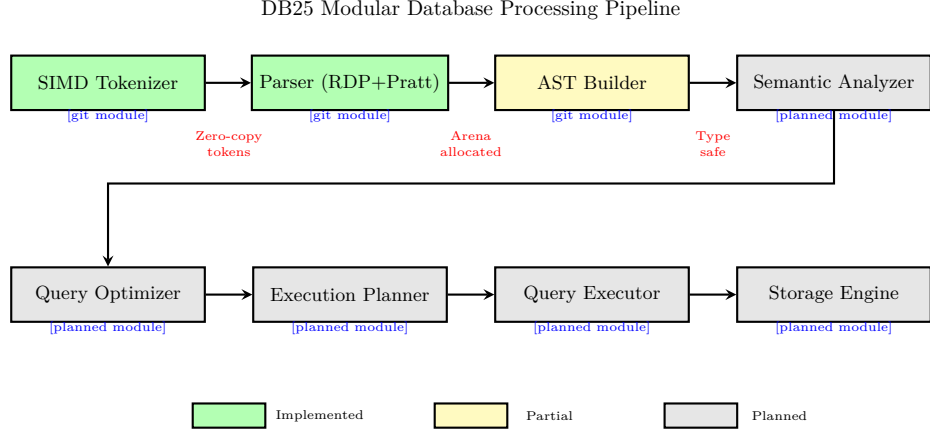 DB25 Modular Database Processing Pipeline
SIMD Tokenizer
Parser (RDP+Pratt)
AST Builder
Semantic Analyzer
[git module]
[git module]
[git module]
[planned module]
Zero-copy
tokens
Arena
allocated
Type
safe
Query Optimizer
Execution Planner
Query Executor
Storage Engine
[planned module]
[planned module]
[planned module]
[planned module]
Implemented
Partial
Planned